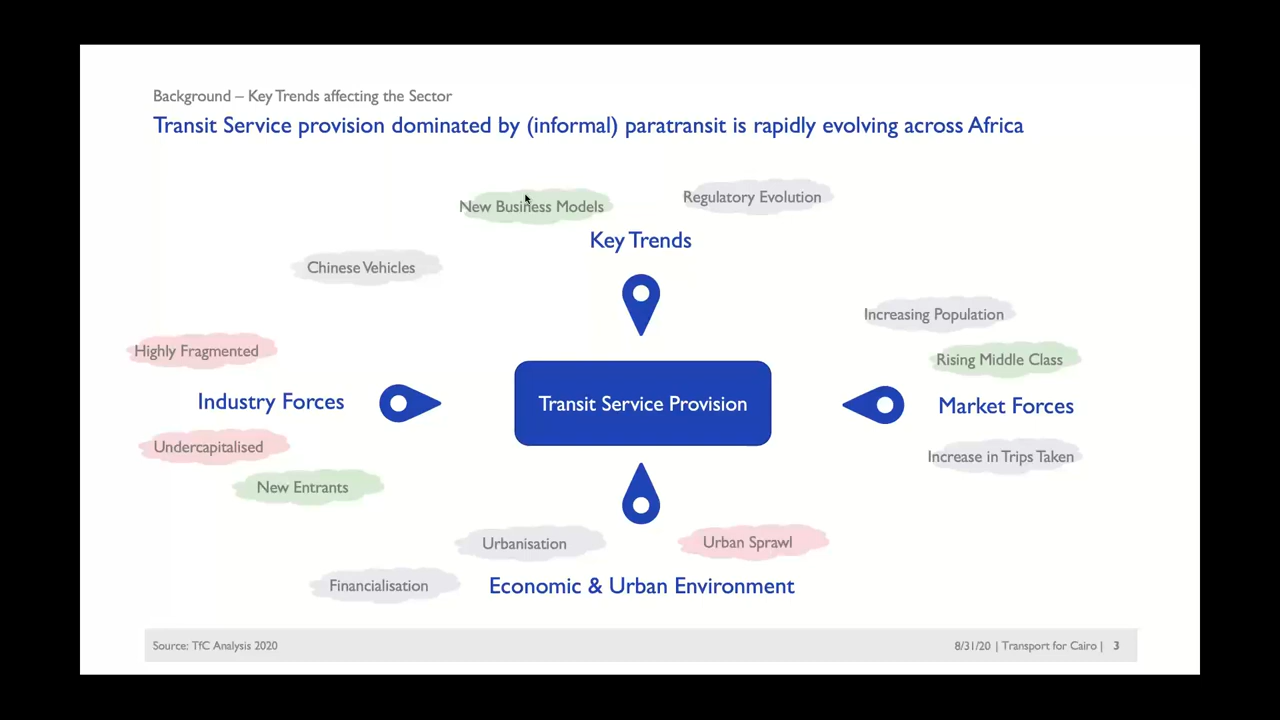 Background – Key Trends affecting the Sector
Transit Service provision dominated by (informal) paratransit is rapidly evolving across Africa
New Business Models
Regulatory Evolution
Key Trends
Chinese Vehicles
Increasing Population
Highly Fragmented
Rising Middle Class
Industry Forces
Transit Service Provision
Market Forces
Undercapitalised
Increase in Trips Taken
New Entrants
Urbanisation
Urban Sprawl
Financialisation
Economic & Urban Environment
Source: TfC Analysis 2020
8/31/20 | Transport for Cairo | 3